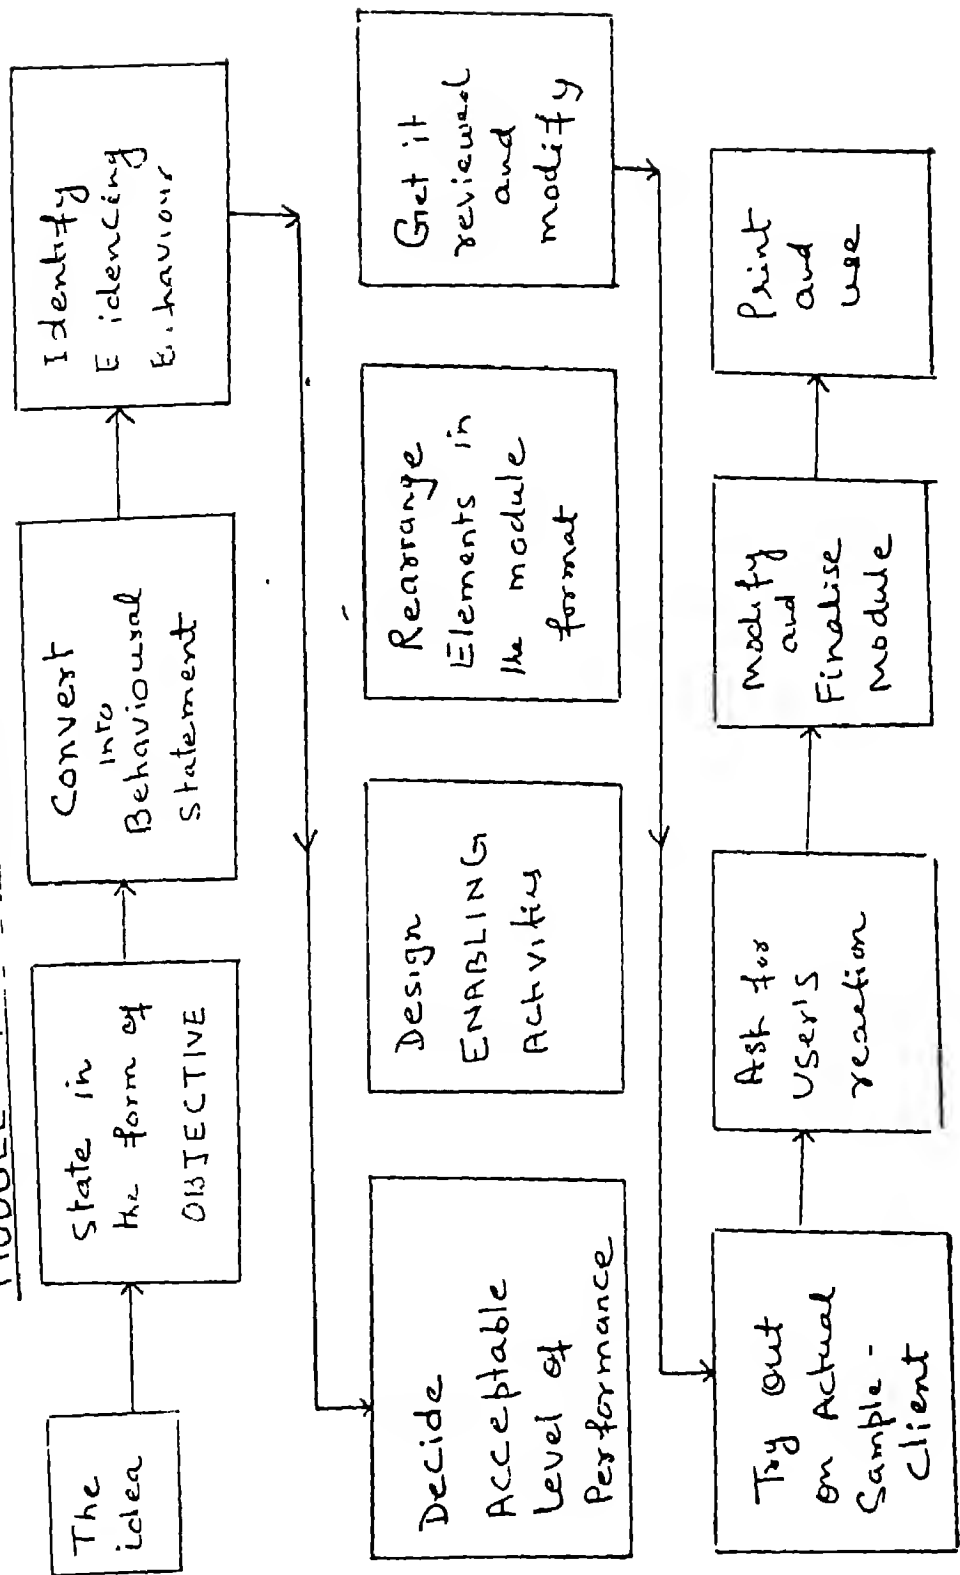 MODULE
The
idea
State in
the form of
OBJECTIVE
Convert
into
Behavioural
Statement
Identify
E idencing
haviour
Decide
Acceptable
Level of
Performance
Design
ENABLING
Activities
Rearrange
Elements in
the module
format
Get it
reviewed
and
modify
Try Out
on Actual
Sample -
Client
Ask for
User's
reaction
Modify
and
Finalise
Module
Print
and
use